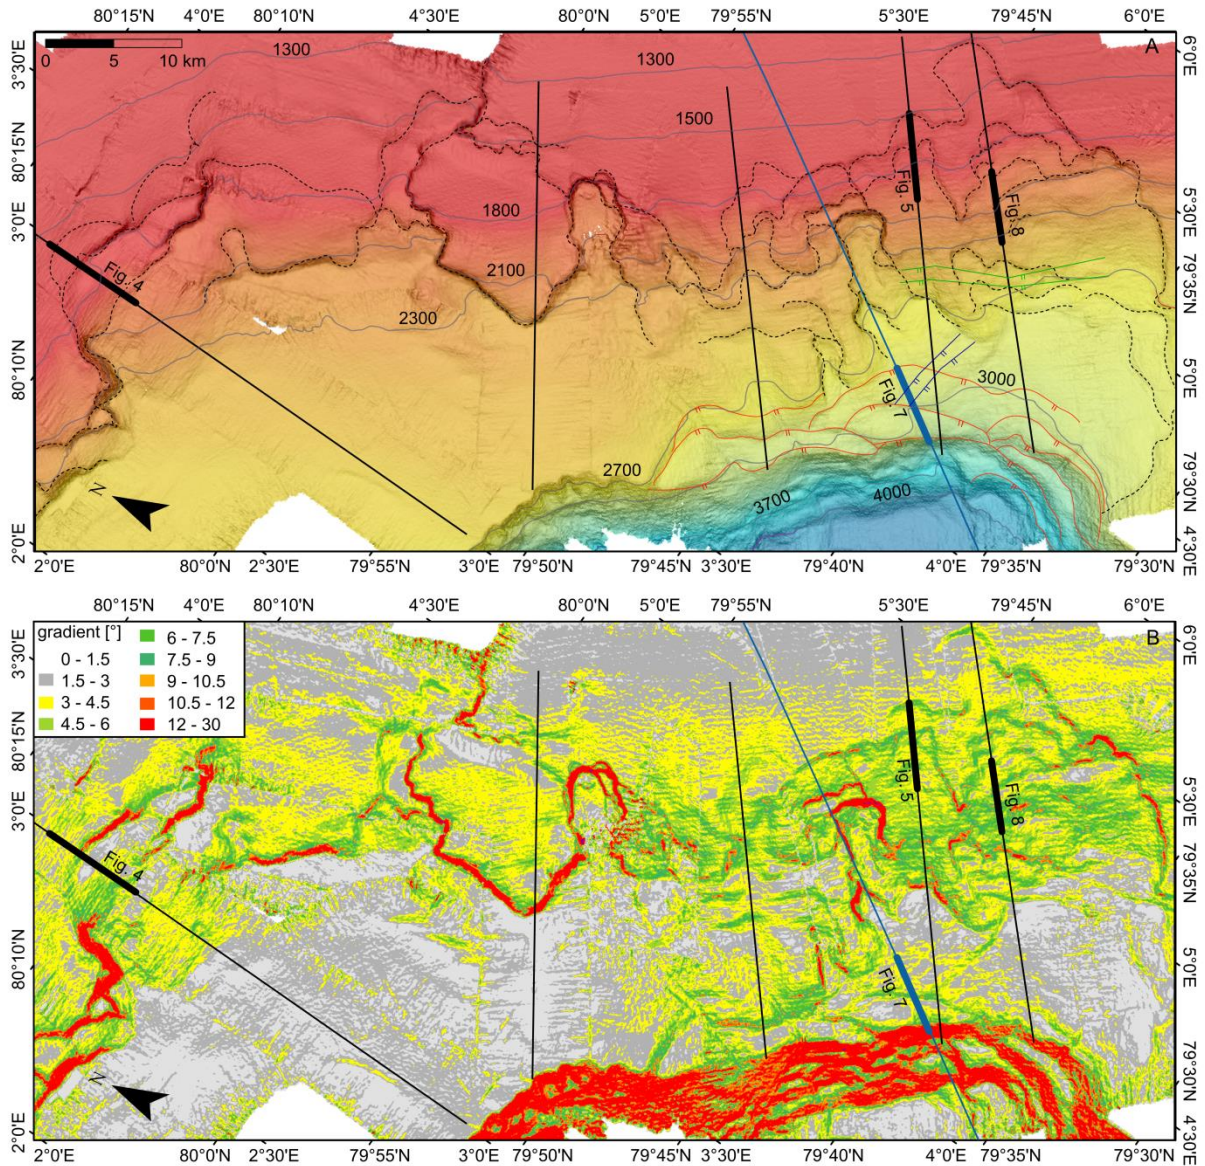 80°15'N 4°0'E 80°10'N 4°30'E 80°0'N 5°0'E 79°55'N 5°30'E 79°45'N 6°0'E
A
0 5 10 km
1300
1300
1500
1800
2100
2300
2700
3000
3700
4000
Fig. 4
Fig. 5
Fig. 8
Fig. 7
N
3°30'E
80°15'N
3°0'E
80°10'N
2°0'E
6°0'E
5°30'E
79°35'N
5°0'E
79°30'N
4°30'E
2°0'E 80°0'N 2°30'E 79°55'N 3°0'E 79°50'N 79°45'N 3°30'E 79°40'N 4°0'E 79°35'N 79°30'N
80°15'N 4°0'E 80°10'N 4°30'E 80°0'N 5°0'E 79°55'N 5°30'E 79°45'N 6°0'E
B
gradient [°]
0 - 1.5
1.5 - 3
3 - 4.5
4.5 - 6
6 - 7.5
7.5 - 9
9 - 10.5
10.5 - 12
12 - 30
Fig. 4
Fig. 5
Fig. 8
Fig. 7
N
3°30'E
80°15'N
3°0'E
80°10'N
2°0'E
6°0'E
5°30'E
79°35'N
5°0'E
79°30'N
4°30'E
2°0'E 80°0'N 2°30'E 79°55'N 3°0'E 79°50'N 79°45'N 3°30'E 79°40'N 4°0'E 79°35'N 79°30'N